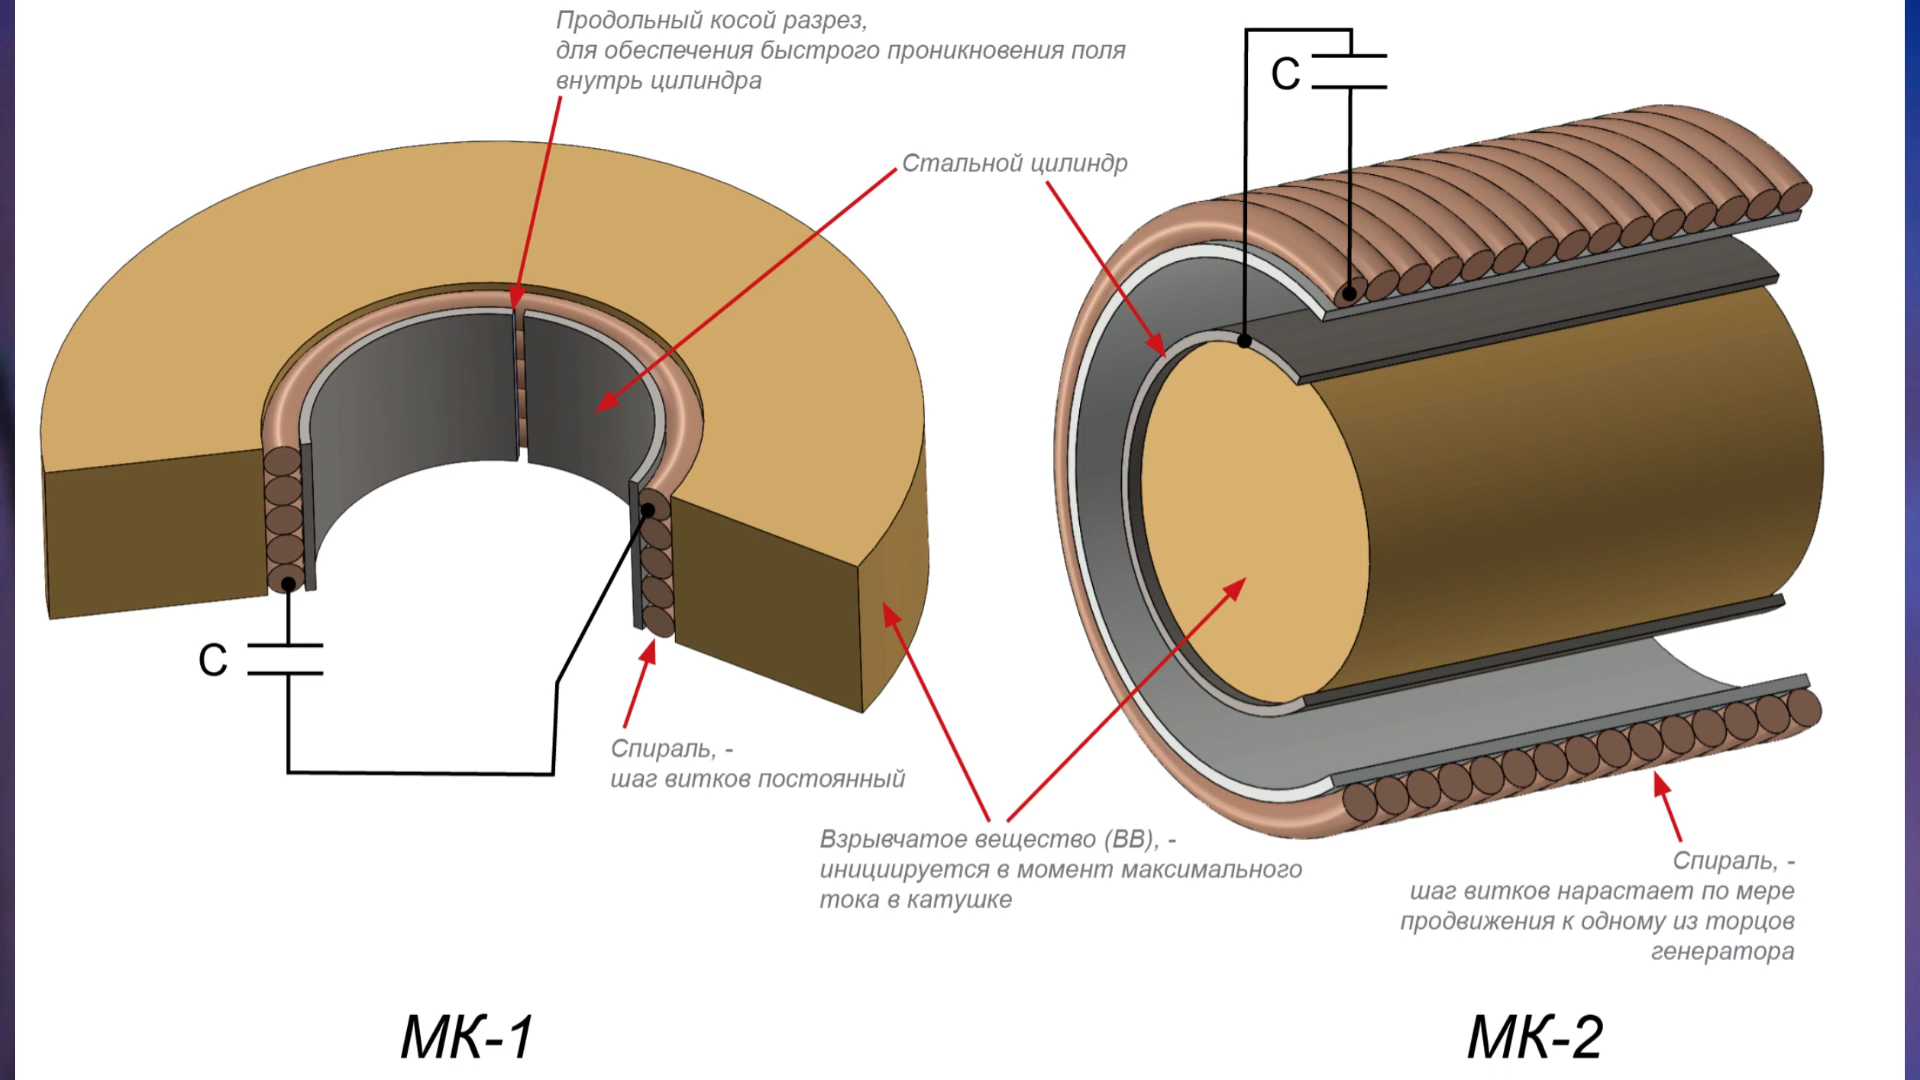 Продольный косой разрез,
для обеспечения быстрого проникновения поля
внутрь цилиндра
C
Стальной цилиндр
C
Спираль, -
шаг витков постоянный
Взрывчатое вещество (ВВ), -
инициируется в момент максимального
тока в катушке
Спираль, -
шаг витков нарастает по мере
продвижения к одному из торцов
генератора
МК-1
МК-2